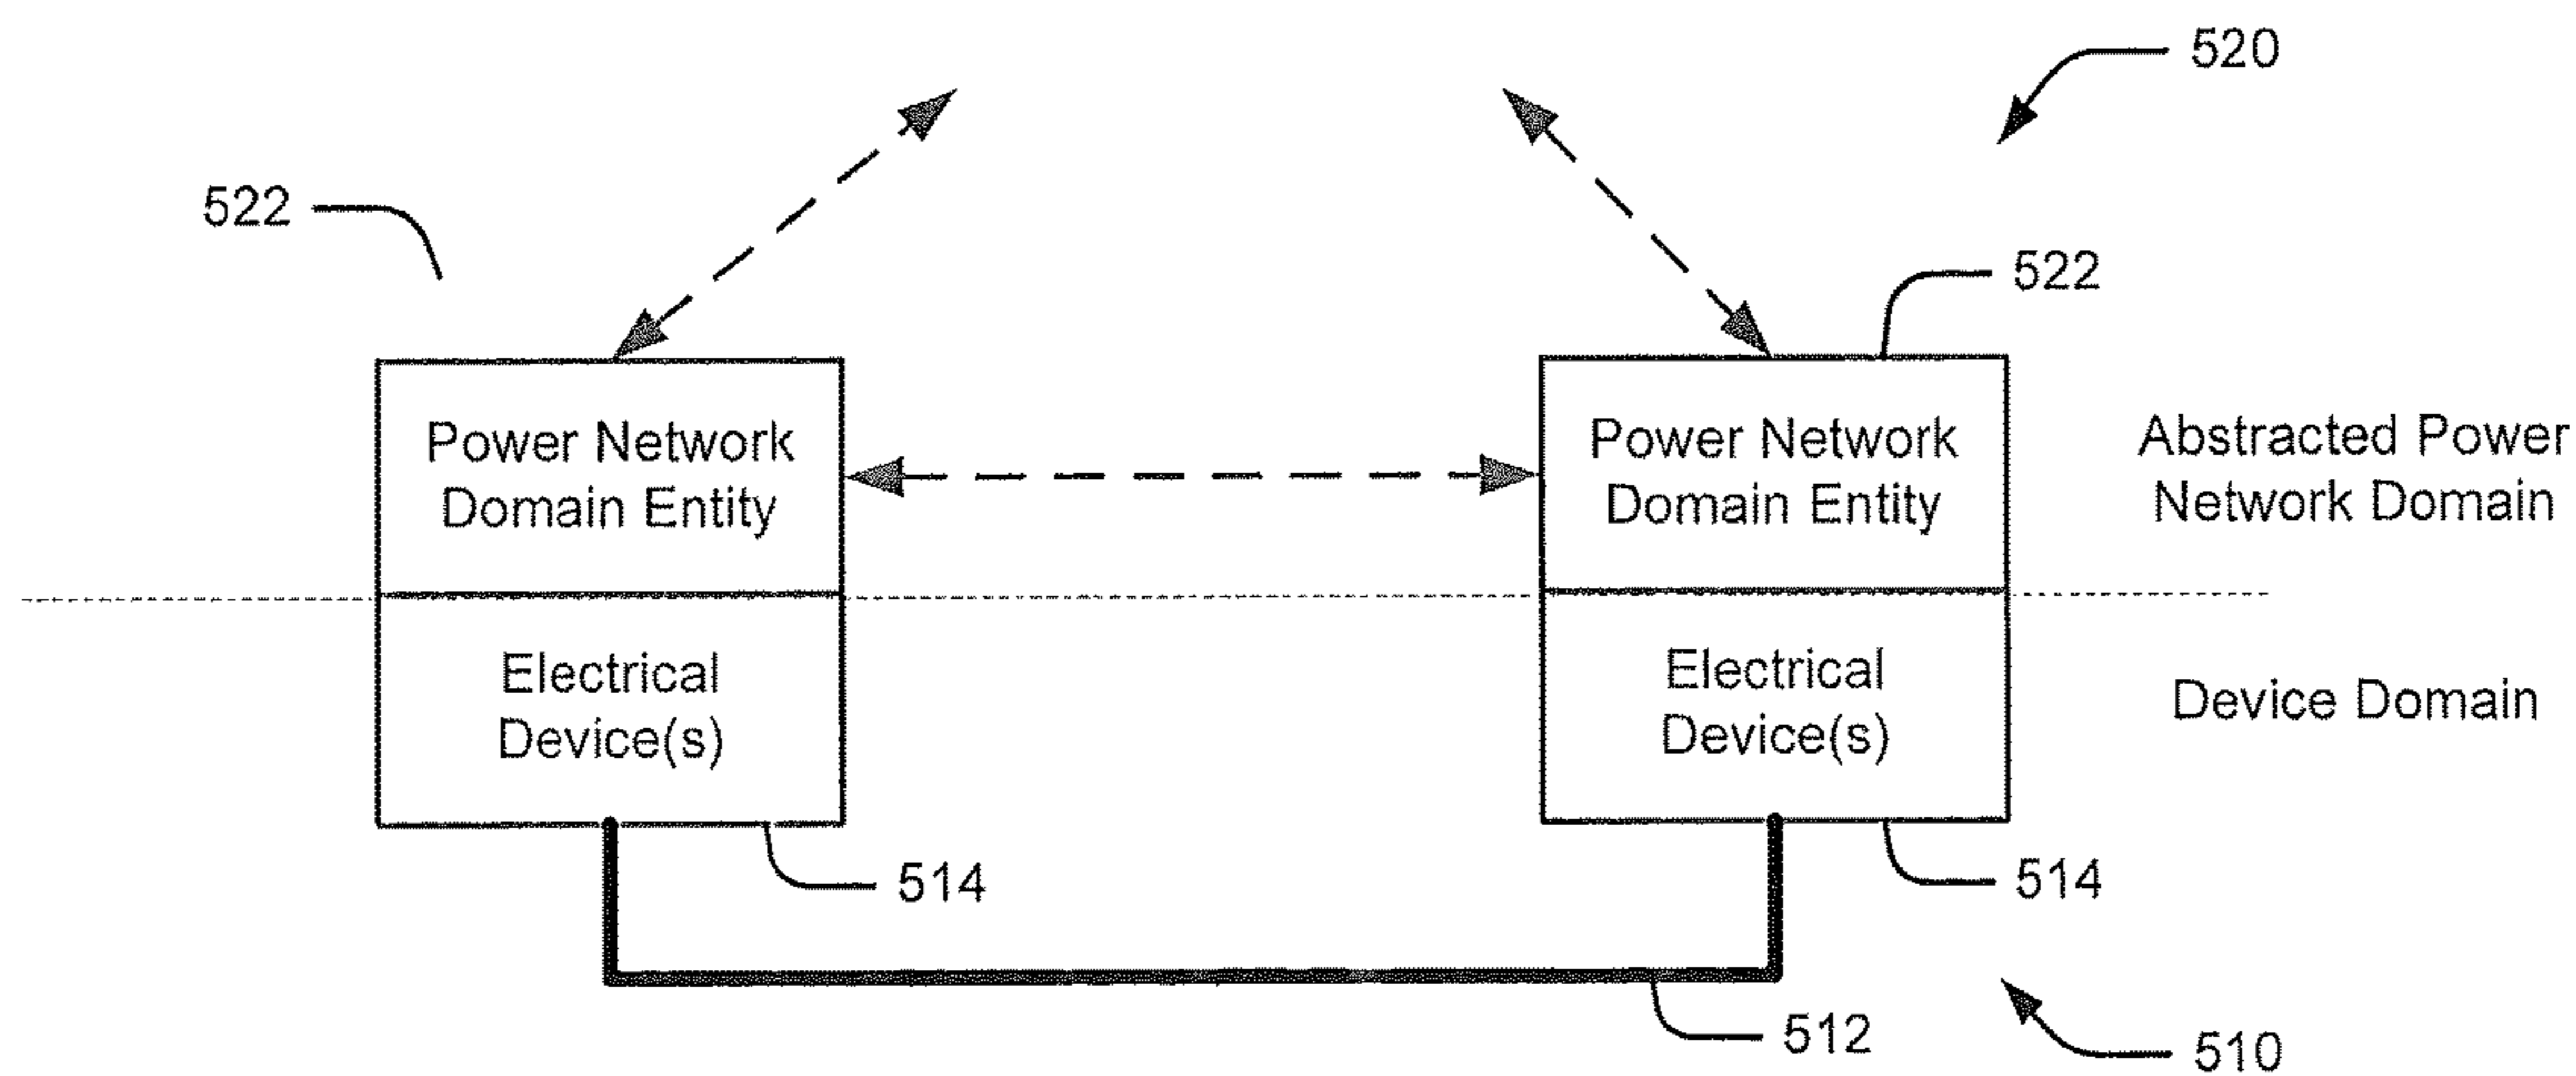 520
522
522
Power Network
Domain Entity
Power Network
Domain Entity
Abstracted Power
Network Domain
Electrical
Device(s)
Electrical
Device(s)
Device Domain
514
514
512
510